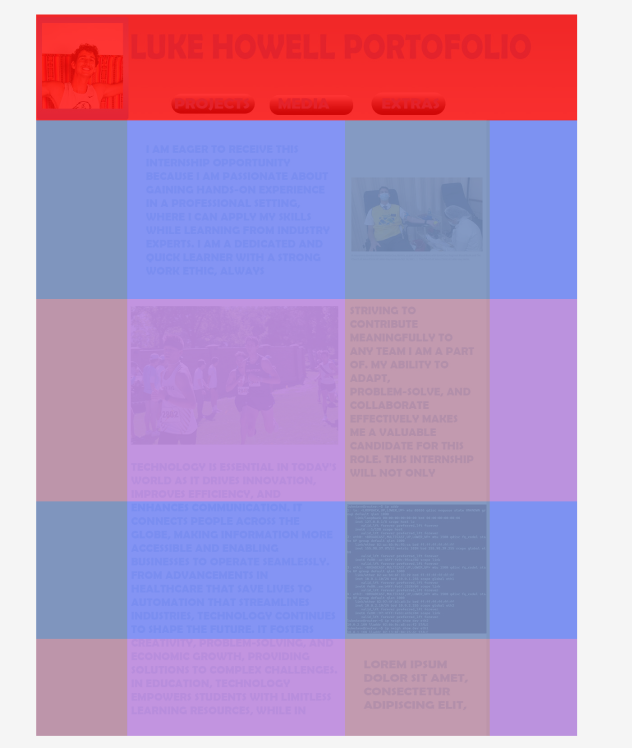 LUKE HOWELL PORTOFOLIO
PROJECTS MEDIA EXTRAS
I AM EAGER TO RECEIVE THIS
INTERNSHIP OPPORTUNITY
BECAUSE I AM PASSIONATE ABOUT
GAINING HANDS-ON EXPERIENCE
IN A PROFESSIONAL SETTING,
WHERE I CAN APPLY MY SKILLS
WHILE LEARNING FROM INDUSTRY
EXPERTS. I AM A DEDICATED AND
QUICK LEARNER WITH A STRONG
WORK ETHIC, ALWAYS
STRIVING TO
CONTRIBUTE
MEANINGFULLY TO
ANY TEAM I AM A PART
OF. MY ABILITY TO
ADAPT,
PROBLEM-SOLVE, AND
COLLABORATE
EFFECTIVELY MAKES
ME A VALUABLE
CANDIDATE FOR THIS
ROLE. THIS INTERNSHIP
WILL NOT ONLY
TECHNOLOGY IS ESSENTIAL IN TODAY'S
WORLD AS IT DRIVES INNOVATION,
IMPROVES EFFICIENCY, AND
ENHANCES COMMUNICATION. IT
CONNECTS PEOPLE ACROSS THE
GLOBE, MAKING INFORMATION MORE
ACCESSIBLE AND ENABLING
BUSINESSES TO OPERATE SEAMLESSLY.
FROM ADVANCEMENTS IN
HEALTHCARE THAT SAVE LIVES TO
AUTOMATION THAT STREAMLINES
INDUSTRIES, TECHNOLOGY CONTINUES
TO SHAPE THE FUTURE. IT FOSTERS
CREATIVITY, PROBLEM-SOLVING, AND
ECONOMIC GROWTH, PROVIDING
SOLUTIONS TO COMPLEX CHALLENGES.
IN EDUCATION, TECHNOLOGY
EMPOWERS STUDENTS WITH LIMITLESS
LEARNING RESOURCES, WHILE IN
LOREM IPSUM
DOLOR SIT AMET,
CONSECTETUR
ADIPISCING ELIT,